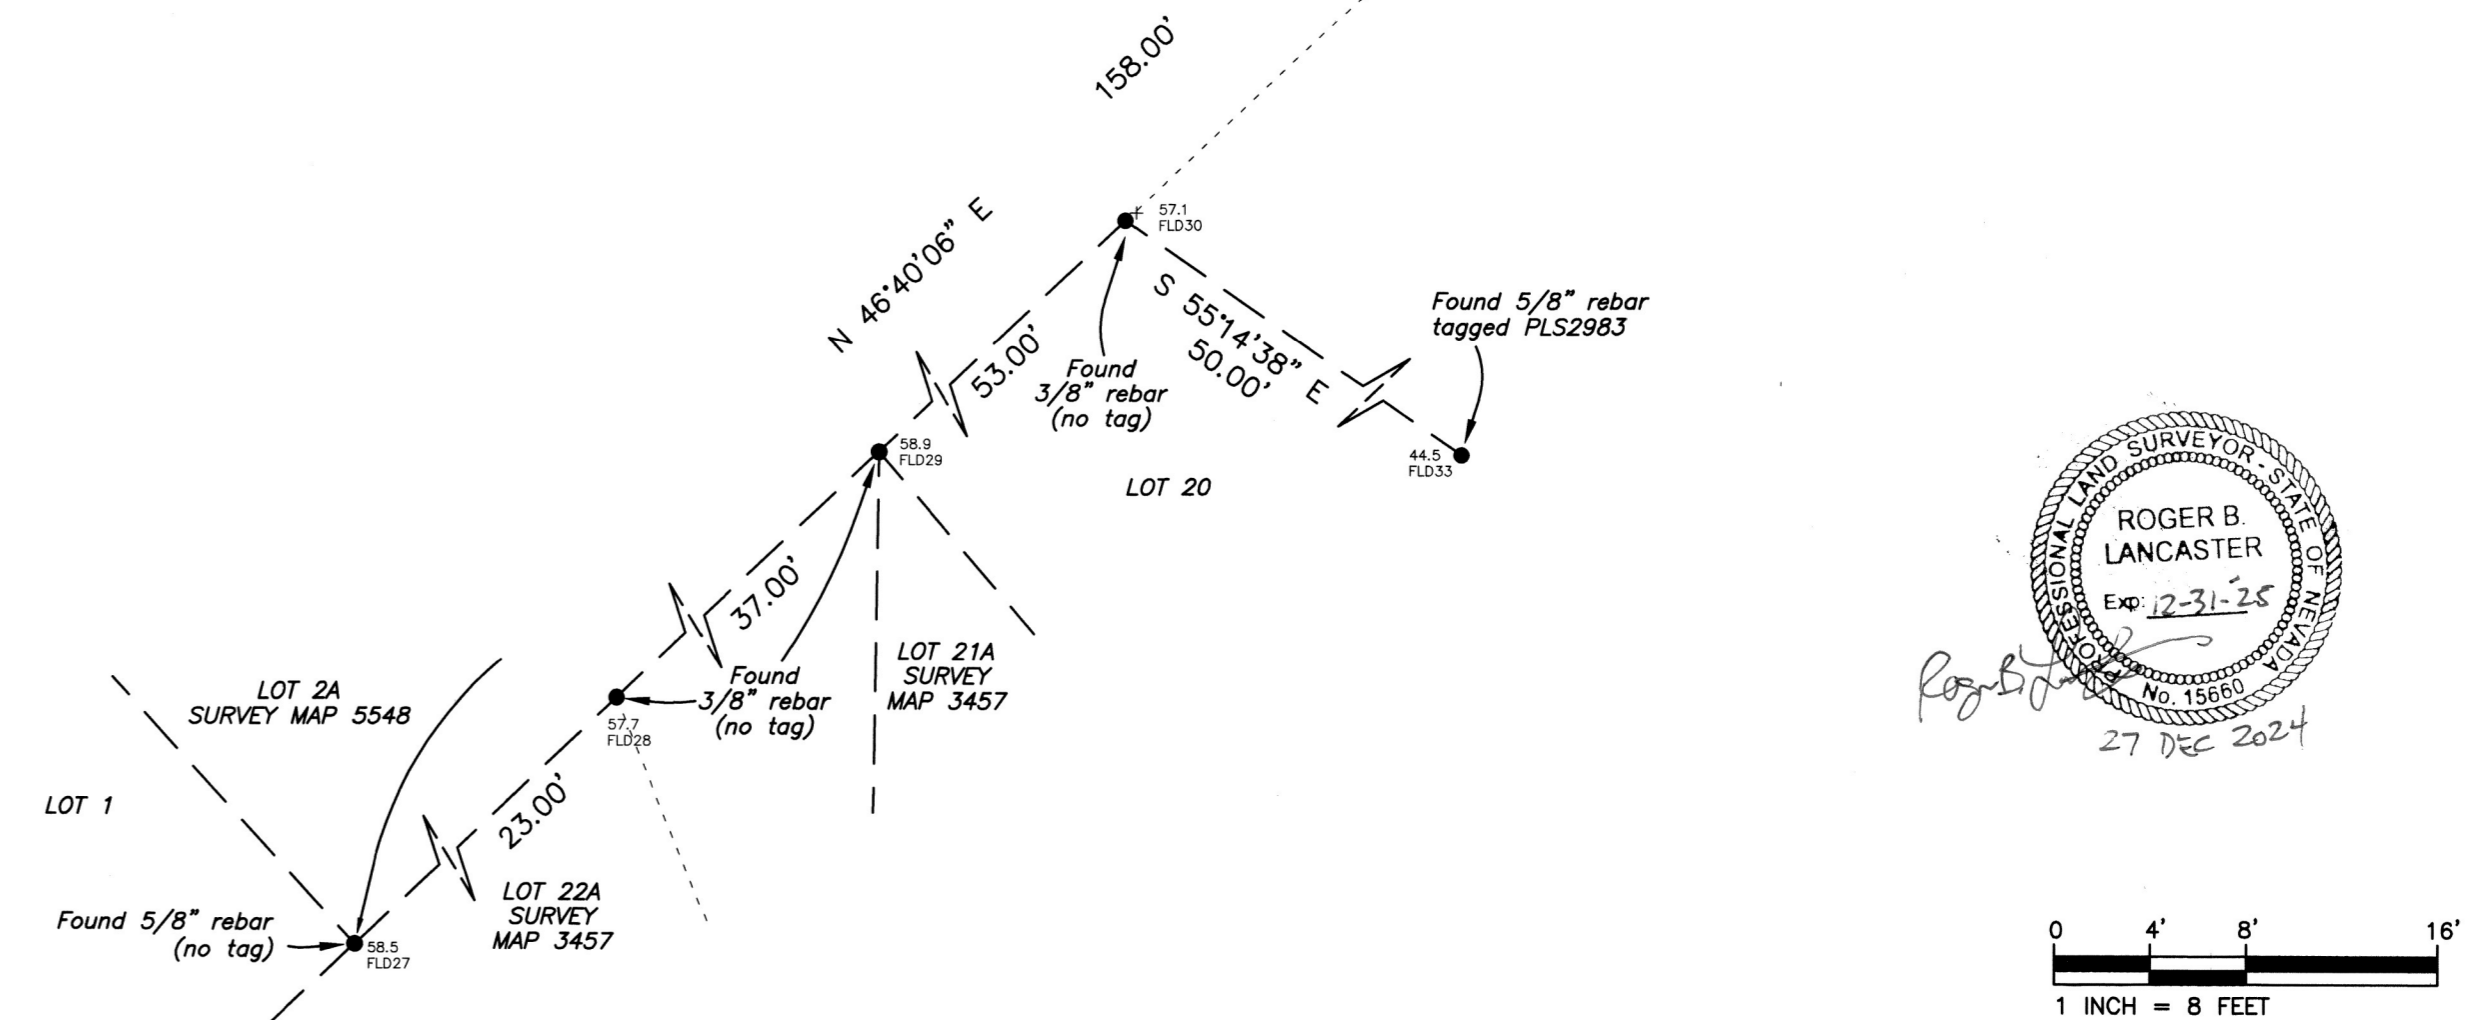 158.00'
N 46°40'06" E
57.1
FLD30
S 55°14'38" E
50.00'
53.00'
Found
3/8" rebar
(no tag)
Found 5/8" rebar
tagged PLS2983
58.9
FLD29
44.5
FLD33
LOT 20
37.00'
Found
3/8" rebar
(no tag)
LOT 21A
SURVEY
MAP 3457
LOT 2A
SURVEY MAP 5548
57.7
FLD28
LOT 1
23.00'
LOT 22A
SURVEY
MAP 3457
Found 5/8" rebar
(no tag)
58.5
FLD27
PROFESSIONAL LAND SURVEYOR - STATE OF NEVADA
ROGER B.
LANCASTER
Exp: 12-31-25
No. 15660
27 DEC 2024
0 4' 8' 16'
1 INCH = 8 FEET